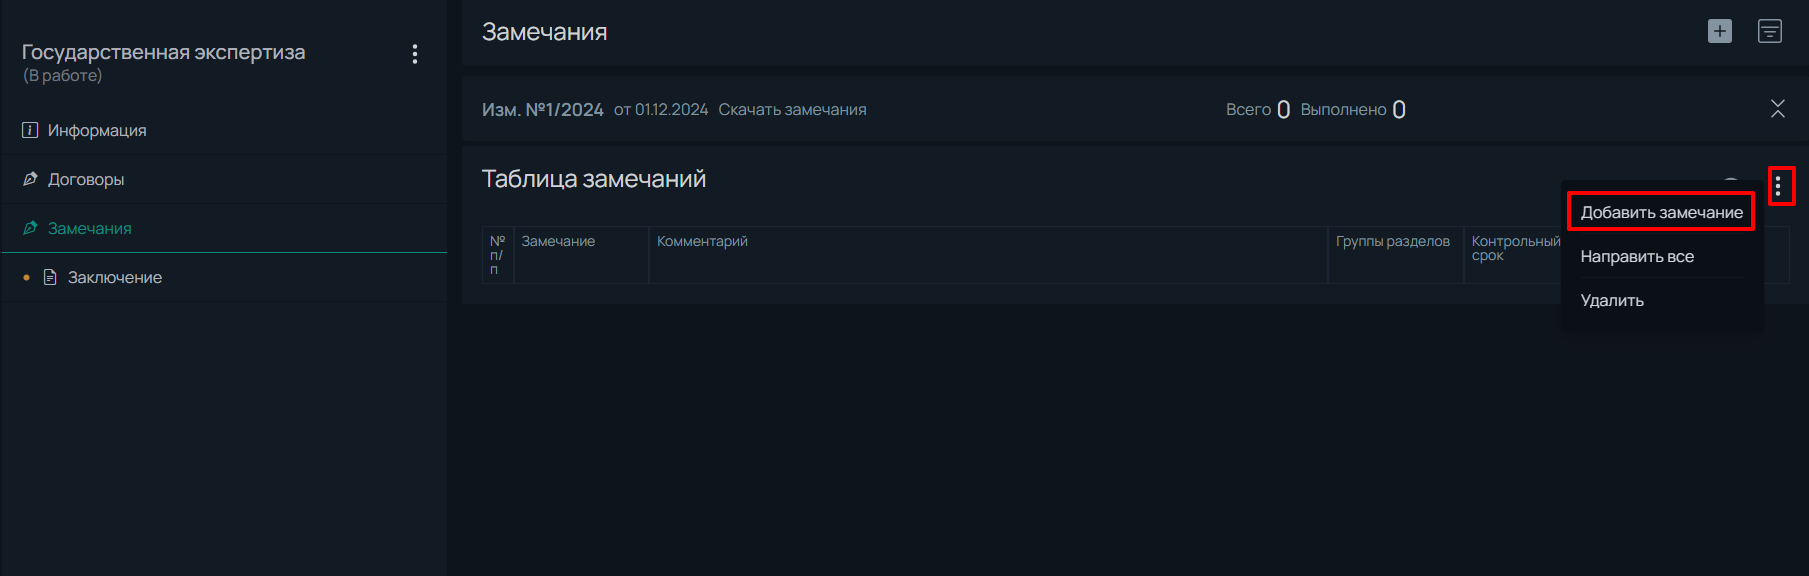 Государственная экспертиза
(В работе)
Информация
Договоры
Замечания
Заключение
Замечания
Изм. №1/2024 от 01.12.2024 Скачать замечания Всего 0 Выполнено 0
Таблица замечаний
№ п/п Замечание Комментарий Группы разделов Контрольный срок
Добавить замечание
Направить все
Удалить